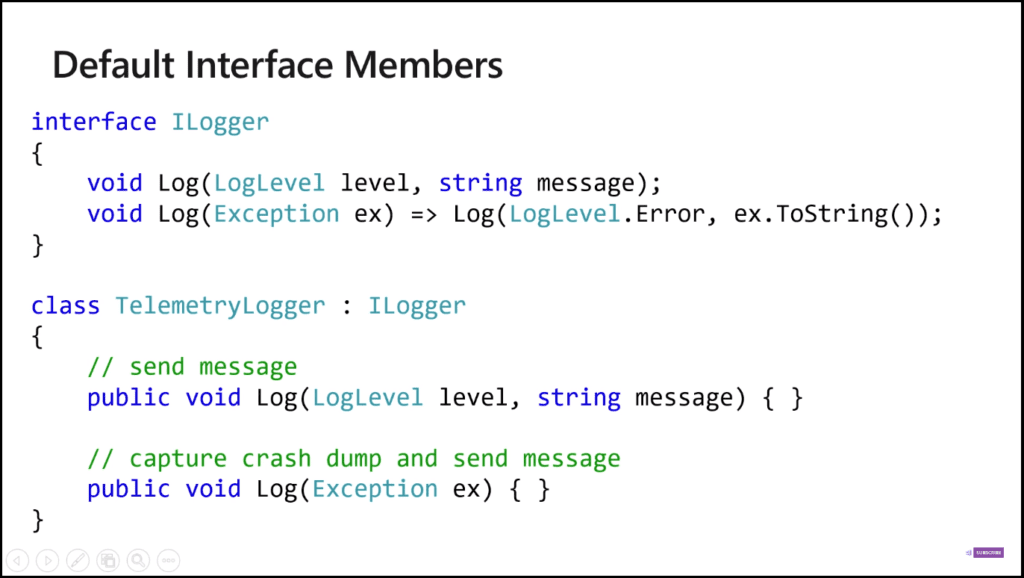 Default Interface Members
interface ILogger
{
    void Log(LogLevel level, string message);
    void Log(Exception ex) => Log(LogLevel.Error, ex.ToString());
}
class TelemetryLogger : ILogger
{
    // send message
    public void Log(LogLevel level, string message) { }
    // capture crash dump and send message
    public void Log(Exception ex) { }
}
SUBSCRIBE